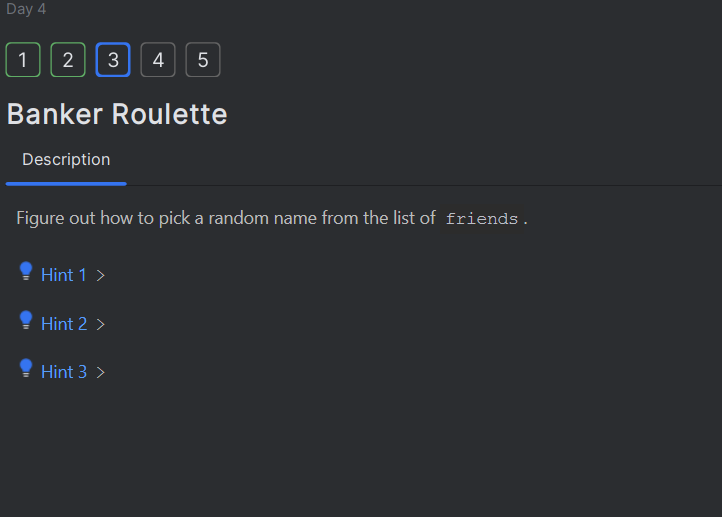 Day 4
1 2 3 4 5
Banker Roulette
Description
Figure out how to pick a random name from the list of friends.
Hint 1 >
Hint 2 >
Hint 3 >